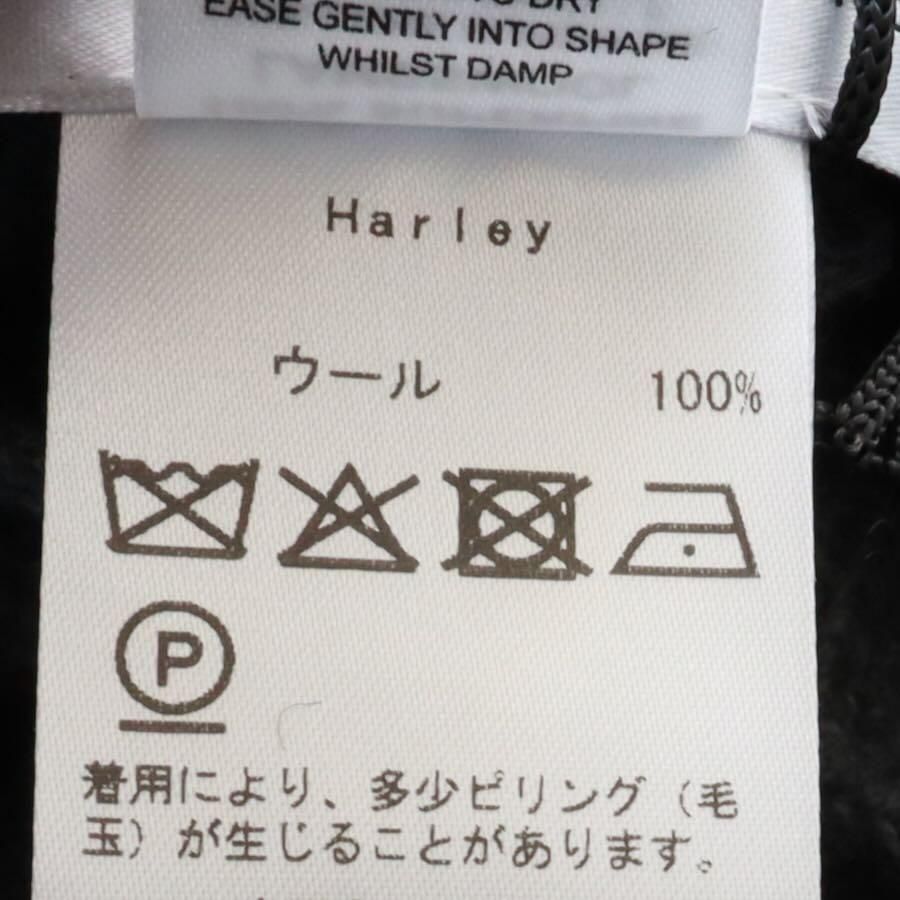 DRY
EASE GENTLY INTO SHAPE
WHILST DAMP
Harley
ウール 100%
P
着用により、多少ピリング（毛
玉）が生じることがあります。